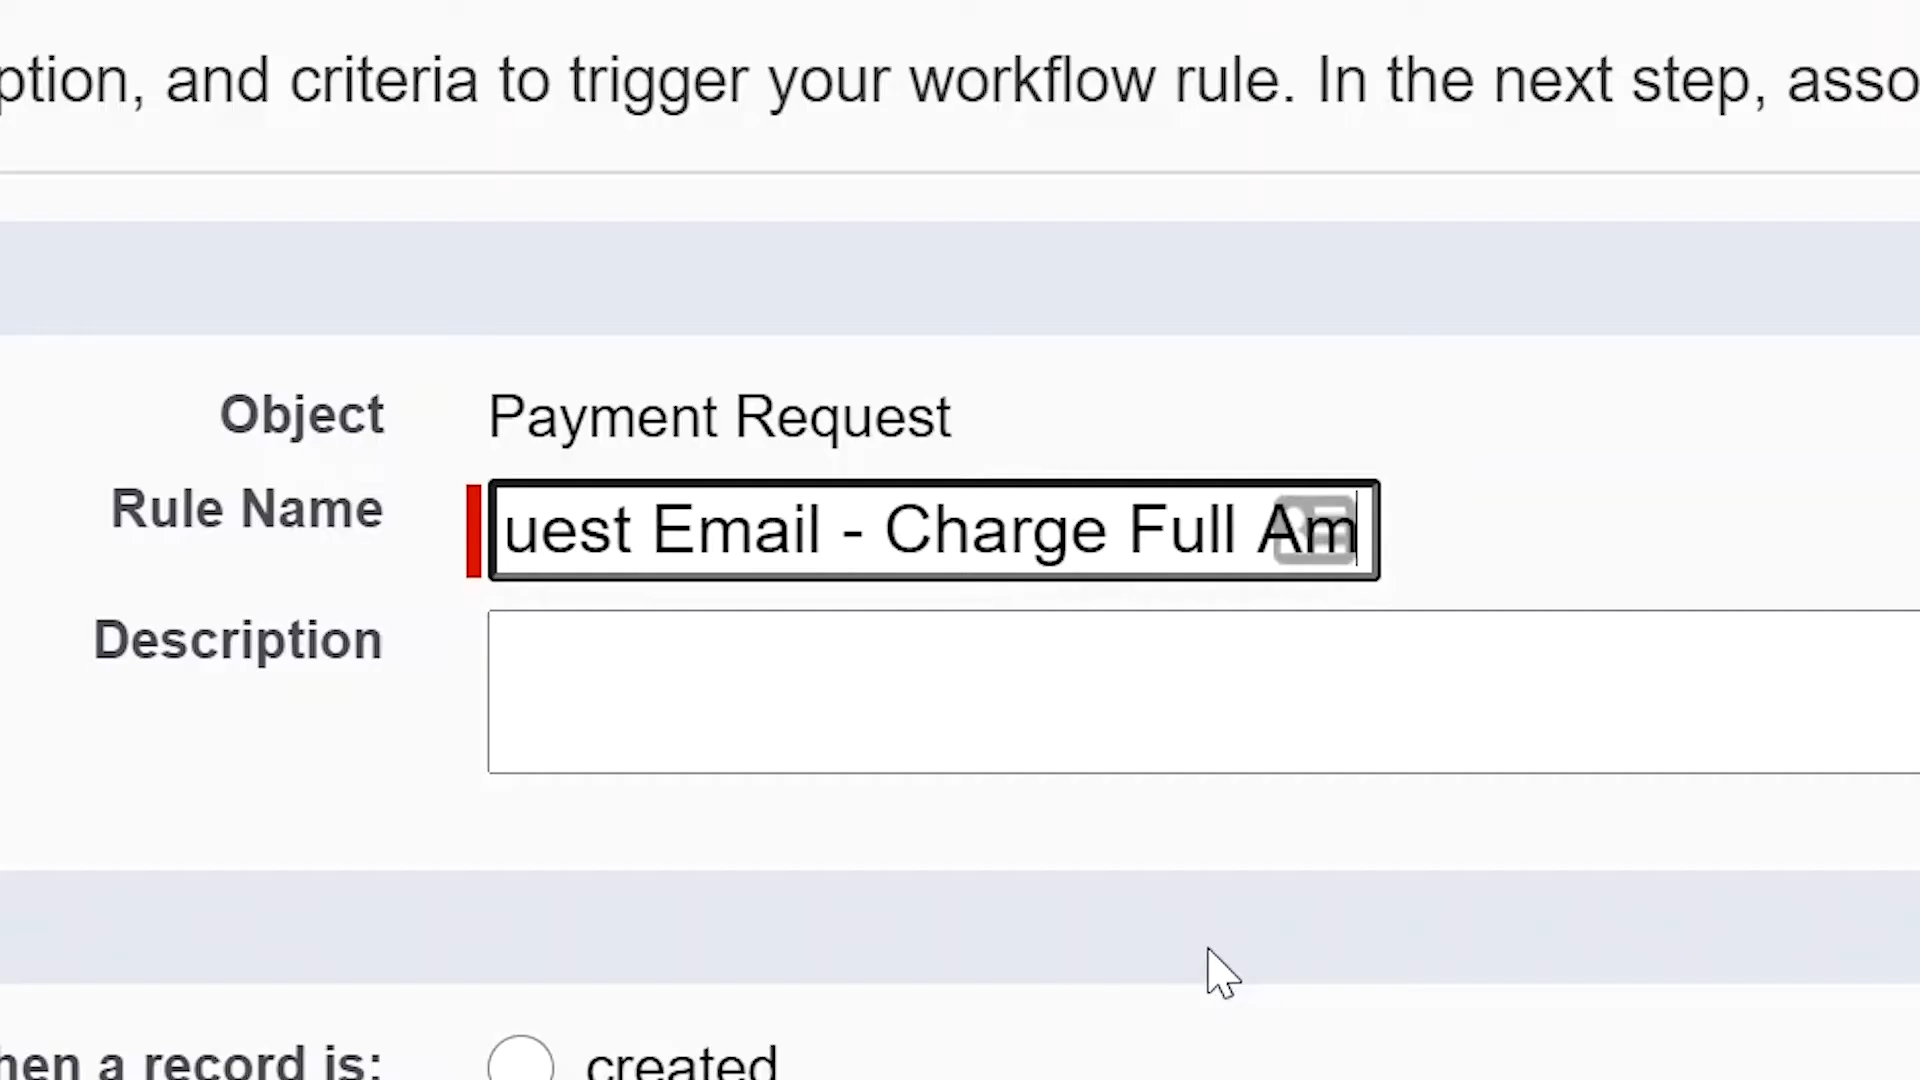 ption, and criteria to trigger your workflow rule. In the next step, asso
Object Payment Request
Rule Name uest Email - Charge Full Am
Description
hen a record is: created